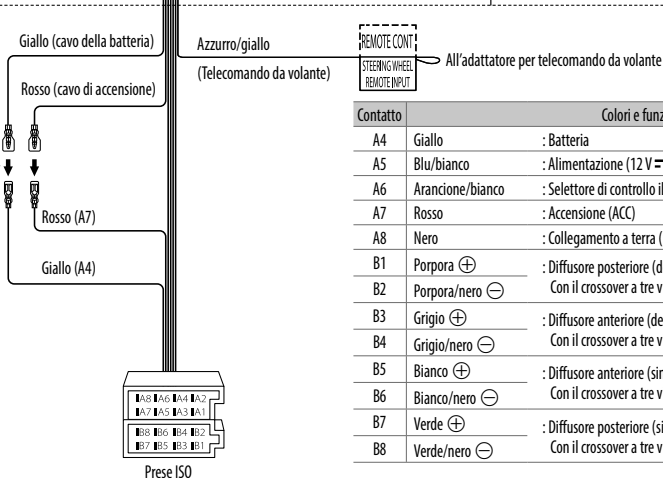 Giallo (cavo della batteria)
Azzurro/giallo
(Telecomando da volante)
REMOTE CONT
STEERING WHEEL
REMOTE INPUT
All’adattatore per telecomando da volante
Rosso (cavo di accensione)
Rosso (A7)
Giallo (A4)
A8 A6 A4 A2
A7 A5 A3 A1
B8 B6 B4 B2
B7 B5 B3 B1
Prese ISO
Contatto Colori e
A4 Giallo : Batteria
A5 Blu/bianco : Alimentazione (12 V
A6 Arancione/bianco : Selettore di controllo
A7 Rosso : Accensione (ACC)
A8 Nero : Collegamento a terra (
B1 Porpora ⊕ : Diffusore posteriore
B2 Porpora/nero ⊖ Con il crossover a tre
B3 Grigio ⊕ : Diffusore anteriore
B4 Grigio/nero ⊖ Con il crossover a tre
B5 Bianco ⊕ : Diffusore anteriore
B6 Bianco/nero ⊖ Con il crossover a tre
B7 Verde ⊕ : Diffusore posteriore
B8 Verde/nero ⊖ Con il crossover a tre